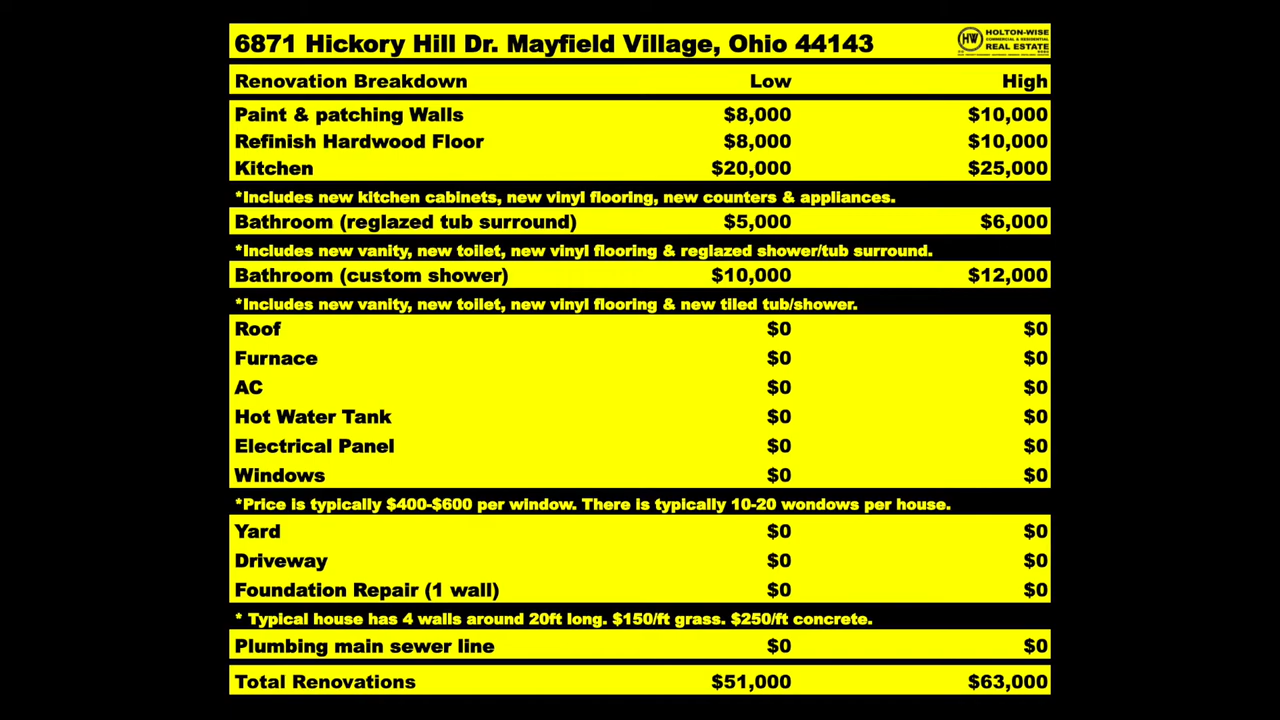 6871 Hickory Hill Dr. Mayfield Village, Ohio 44143
HW HOLTON-WISE
COMMERCIAL & RESIDENTIAL
REAL ESTATE
Renovation Breakdown Low High
Paint & patching Walls $8,000 $10,000
Refinish Hardwood Floor $8,000 $10,000
Kitchen $20,000 $25,000
*Includes new kitchen cabinets, new vinyl flooring, new counters & appliances.
Bathroom (reglazed tub surround) $5,000 $6,000
*Includes new vanity, new toilet, new vinyl flooring & reglazed shower/tub surround.
Bathroom (custom shower) $10,000 $12,000
*Includes new vanity, new toilet, new vinyl flooring & new tiled tub/shower.
Roof $0 $0
Furnace $0 $0
AC $0 $0
Hot Water Tank $0 $0
Electrical Panel $0 $0
Windows $0 $0
*Price is typically $400-$600 per window. There is typically 10-20 wondows per house.
Yard $0 $0
Driveway $0 $0
Foundation Repair (1 wall) $0 $0
* Typical house has 4 walls around 20ft long. $150/ft grass. $250/ft concrete.
Plumbing main sewer line $0 $0
Total Renovations $51,000 $63,000